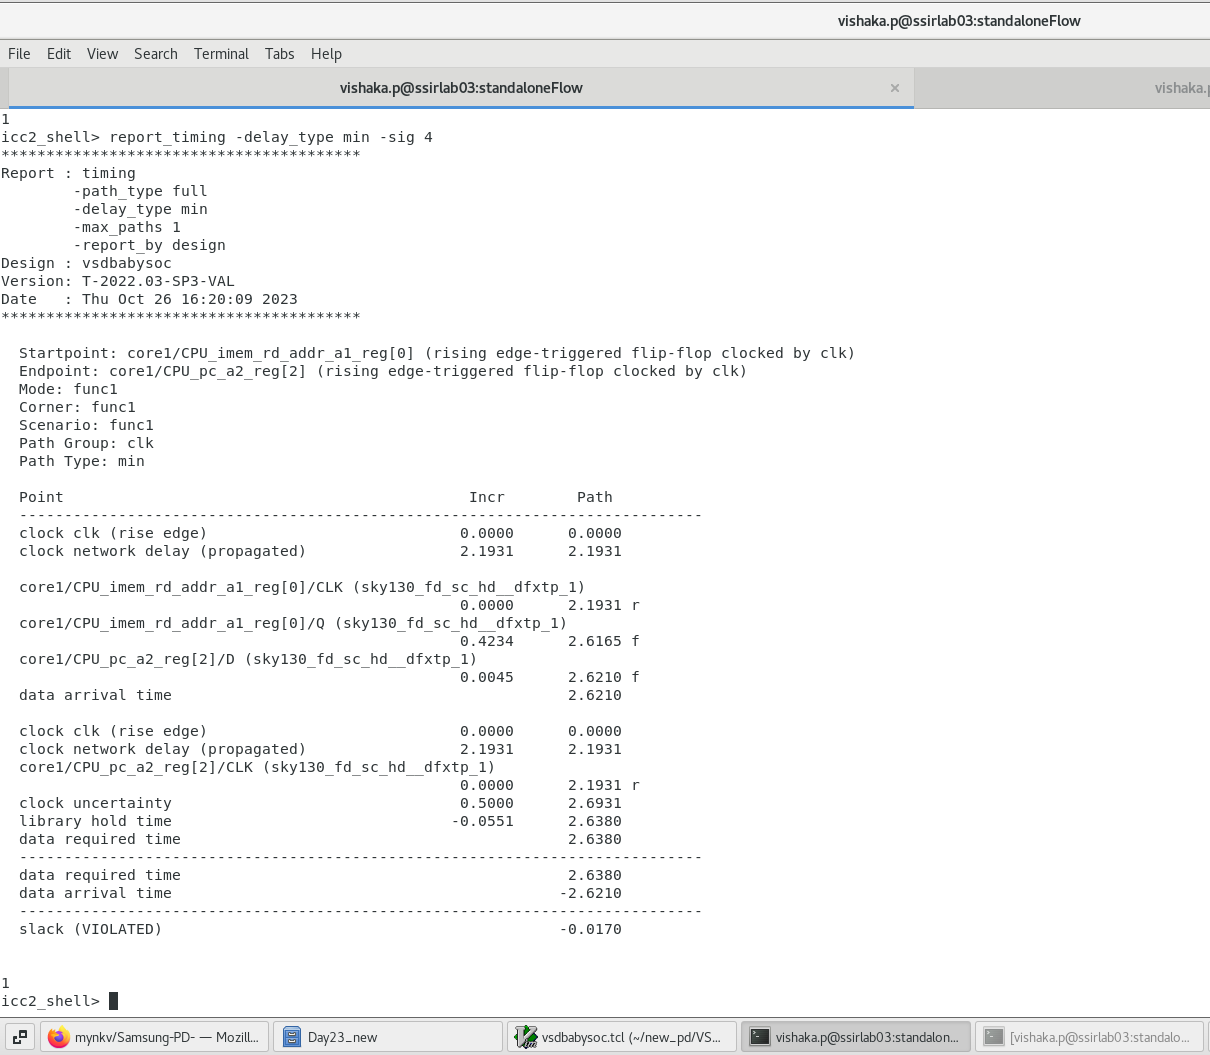 vishaka.p@ssirlab03:standaloneFlow
File Edit View Search Terminal Tabs Help
vishaka.p@ssirlab03:standaloneFlow × vishaka.p
1
icc2_shell> report_timing -delay_type min -sig 4
****************************************
Report : timing
        -path_type full
        -delay_type min
        -max_paths 1
        -report_by design
Design : vsdbabysoc
Version: T-2022.03-SP3-VAL
Date   : Thu Oct 26 16:20:09 2023
****************************************
  Startpoint: core1/CPU_imem_rd_addr_a1_reg[0] (rising edge-triggered flip-flop clocked by clk)
  Endpoint: core1/CPU_pc_a2_reg[2] (rising edge-triggered flip-flop clocked by clk)
  Mode: func1
  Corner: func1
  Scenario: func1
  Path Group: clk
  Path Type: min
  Point                                             Incr        Path
  ----------------------------------------------------------------------------
  clock clk (rise edge)                            0.0000      0.0000
  clock network delay (propagated)                 2.1931      2.1931
  core1/CPU_imem_rd_addr_a1_reg[0]/CLK (sky130_fd_sc_hd__dfxtp_1)
                                                   0.0000      2.1931 r
  core1/CPU_imem_rd_addr_a1_reg[0]/Q (sky130_fd_sc_hd__dfxtp_1)
                                                   0.4234      2.6165 f
  core1/CPU_pc_a2_reg[2]/D (sky130_fd_sc_hd__dfxtp_1)
                                                   0.0045      2.6210 f
  data arrival time                                            2.6210
  clock clk (rise edge)                            0.0000      0.0000
  clock network delay (propagated)                 2.1931      2.1931
  core1/CPU_pc_a2_reg[2]/CLK (sky130_fd_sc_hd__dfxtp_1)
                                                   0.0000      2.1931 r
  clock uncertainty                                0.5000      2.6931
  library hold time                               -0.0551      2.6380
  data required time                                           2.6380
  ----------------------------------------------------------------------------
  data required time                                           2.6380
  data arrival time                                           -2.6210
  ----------------------------------------------------------------------------
  slack (VIOLATED)                                            -0.0170
1
icc2_shell>
mynkv/Samsung-PD- — Mozill... Day23_new vsdbabysoc.tcl (~/new_pd/VS... vishaka.p@ssirlab03:standalon... [vishaka.p@ssirlab03:standalo...